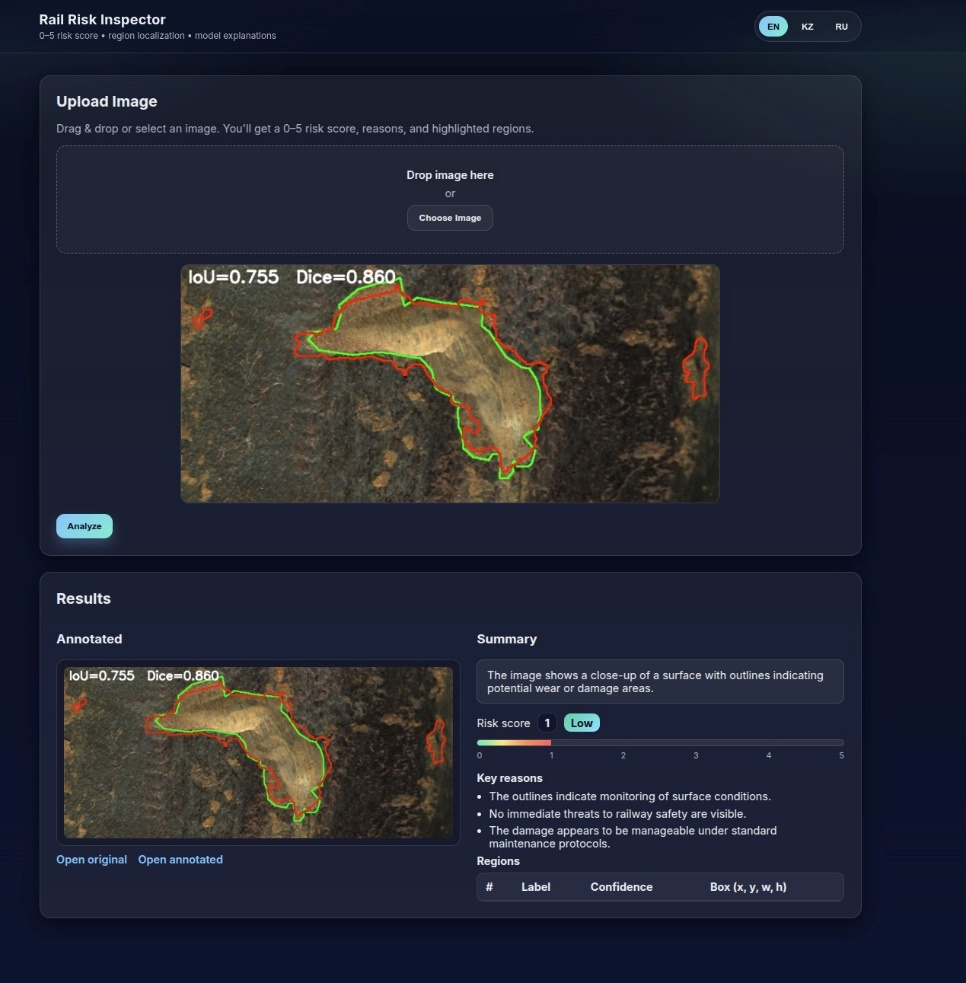 Rail Risk Inspector
0–5 risk score • region localization • model explanations
EN KZ RU
Upload Image
Drag & drop or select an image. You'll get a 0–5 risk score, reasons, and highlighted regions.
Drop image here
or
Choose Image
IoU=0.755 Dice=0.860
Analyze
Results
Annotated
IoU=0.755 Dice=0.860
Open original Open annotated
Summary
The image shows a close-up of a surface with outlines indicating
potential wear or damage areas.
Risk score 1 Low
0 1 2 3 4 5
Key reasons
• The outlines indicate monitoring of surface conditions.
• No immediate threats to railway safety are visible.
• The damage appears to be manageable under standard
maintenance protocols.
Regions
# Label Confidence Box (x, y, w, h)